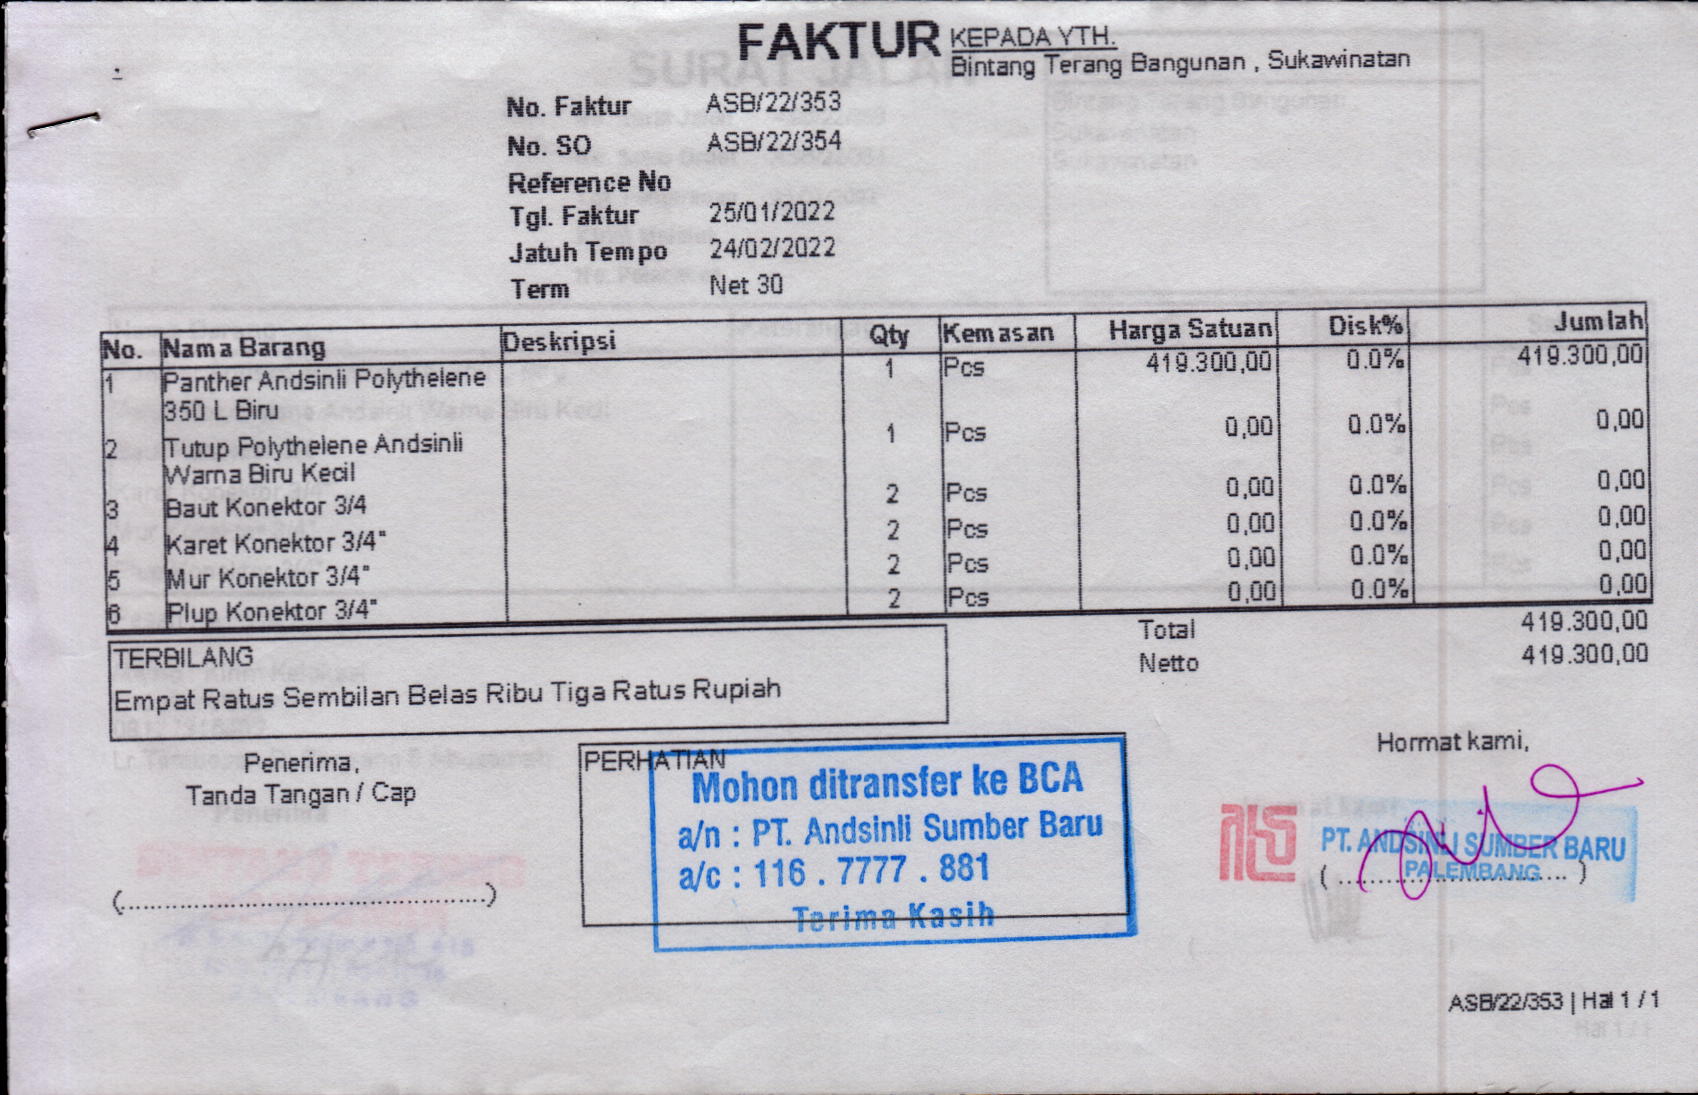 FAKTUR
KEPADA YTH.
Bintang Terang Bangunan , Sukawinatan
No. Faktur ASB/22/353
No. SO ASB/22/354
Reference No
Tgl. Faktur 25/01/2022
Jatuh Tempo 24/02/2022
Term Net 30
No. Nama Barang Deskripsi Qty Kemasan Harga Satuan Disk% Jumlah
1 Panther Andsinli Polythelene 1 Pcs 419.300,00 0.0% 419.300,00
350 L Biru
2 Tutup Polythelene Andsinli 1 Pcs 0,00 0.0% 0,00
Warna Biru Kecil
3 Baut Konektor 3/4 2 Pcs 0,00 0.0% 0,00
4 Karet Konektor 3/4" 2 Pcs 0,00 0.0% 0,00
5 Mur Konektor 3/4" 2 Pcs 0,00 0.0% 0,00
6 Plup Konektor 3/4" 2 Pcs 0,00 0.0% 0,00
Total 419.300,00
Netto 419.300,00
TERBILANG
Empat Ratus Sembilan Belas Ribu Tiga Ratus Rupiah
Penerima,
Tanda Tangan / Cap
(................................................)
PERHATIAN
Mohon ditransfer ke BCA
a/n : PT. Andsinli Sumber Baru
a/c : 116 . 7777 . 881
Terima Kasih
Hormat kami,
PT. ANDSINLI SUMBER BARU
PALEMBANG
(................................)
ASB/22/353 | Hal 1 / 1